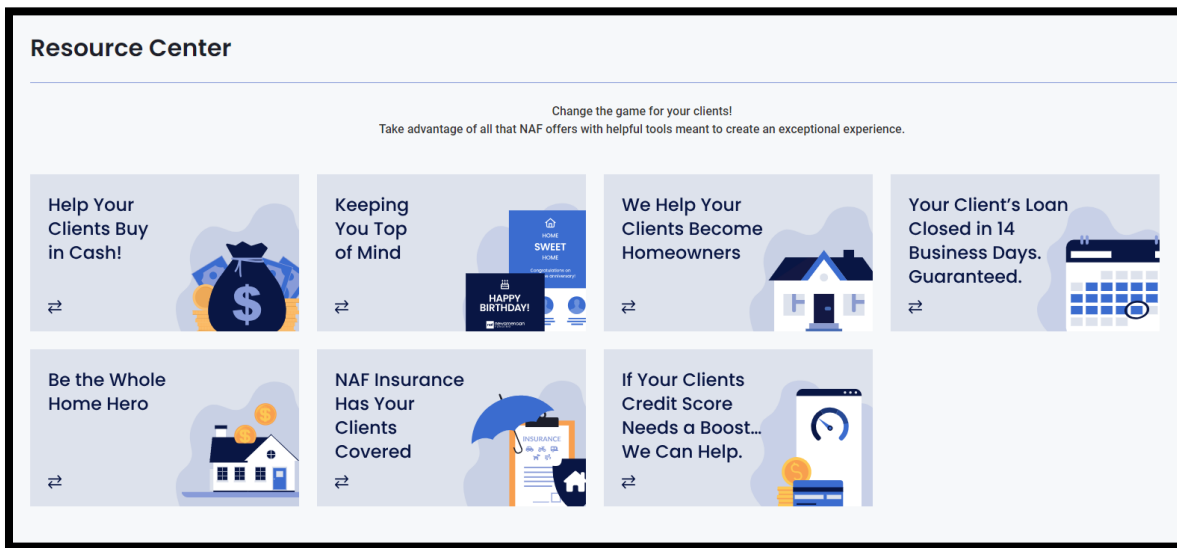 Resource Center
Change the game for your clients!
Take advantage of all that NAF offers with helpful tools meant to create an exceptional experience.
Help Your
Clients Buy
in Cash!
Keeping
You Top
of Mind
HOME
SWEET
HOME
Congratulations on
anniversary!
HAPPY
BIRTHDAY!
We Help Your
Clients Become
Homeowners
Your Client's Loan
Closed in 14
Business Days.
Guaranteed.
Be the Whole
Home Hero
NAF Insurance
Has Your
Clients
Covered
INSURANCE
If Your Clients
Credit Score
Needs a Boost...
We Can Help.